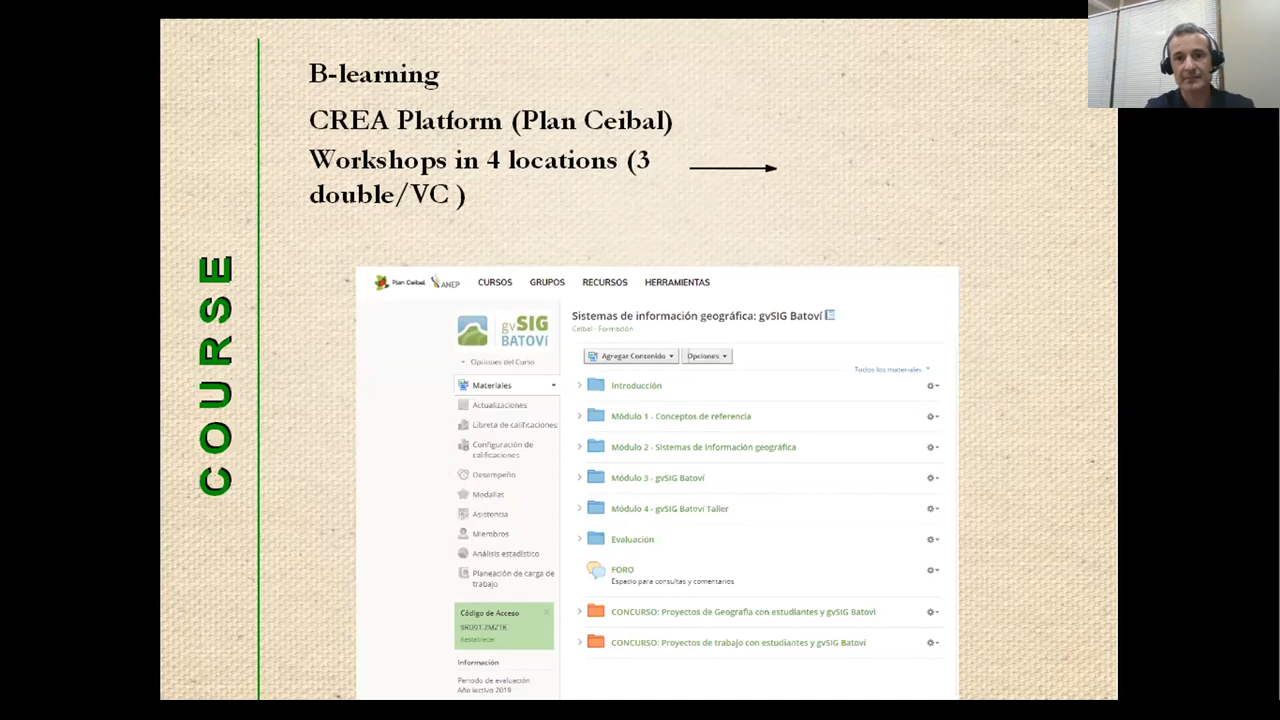 B-learning
CREA Platform (Plan Ceibal)
Workshops in 4 locations (3
double/VC )
COURSE
Plan Ceibal ANEP CURSOS GRUPOS RECURSOS HERRAMIENTAS
gvSIG
BATOVÍ
Opciones del Curso
Materiales
Actualizaciones
Libreta de calificaciones
Configuración de
calificaciones
Desempeño
Medallas
Asistencia
Miembros
Análisis estadístico
Planeación de carga de
trabajo
Código de Acceso
Restablecer
Información
Periodo de evaluación
Año lectivo 2019
Sistemas de información geográfica: gvSIG Batoví
Ceibal - Formación
Agregar Contenido Opciones
Todos los materiales
Introducción
Módulo 1 - Conceptos de referencia
Módulo 2 - Sistemas de información geográfica
Módulo 3 - gvSIG Batoví
Módulo 4 - gvSIG Batoví Taller
Evaluación
FORO
Espacio para consultas y comentarios
CONCURSO: Proyectos de Geografía con estudiantes y gvSIG Batoví
CONCURSO: Proyectos de trabajo con estudiantes y gvSIG Batoví